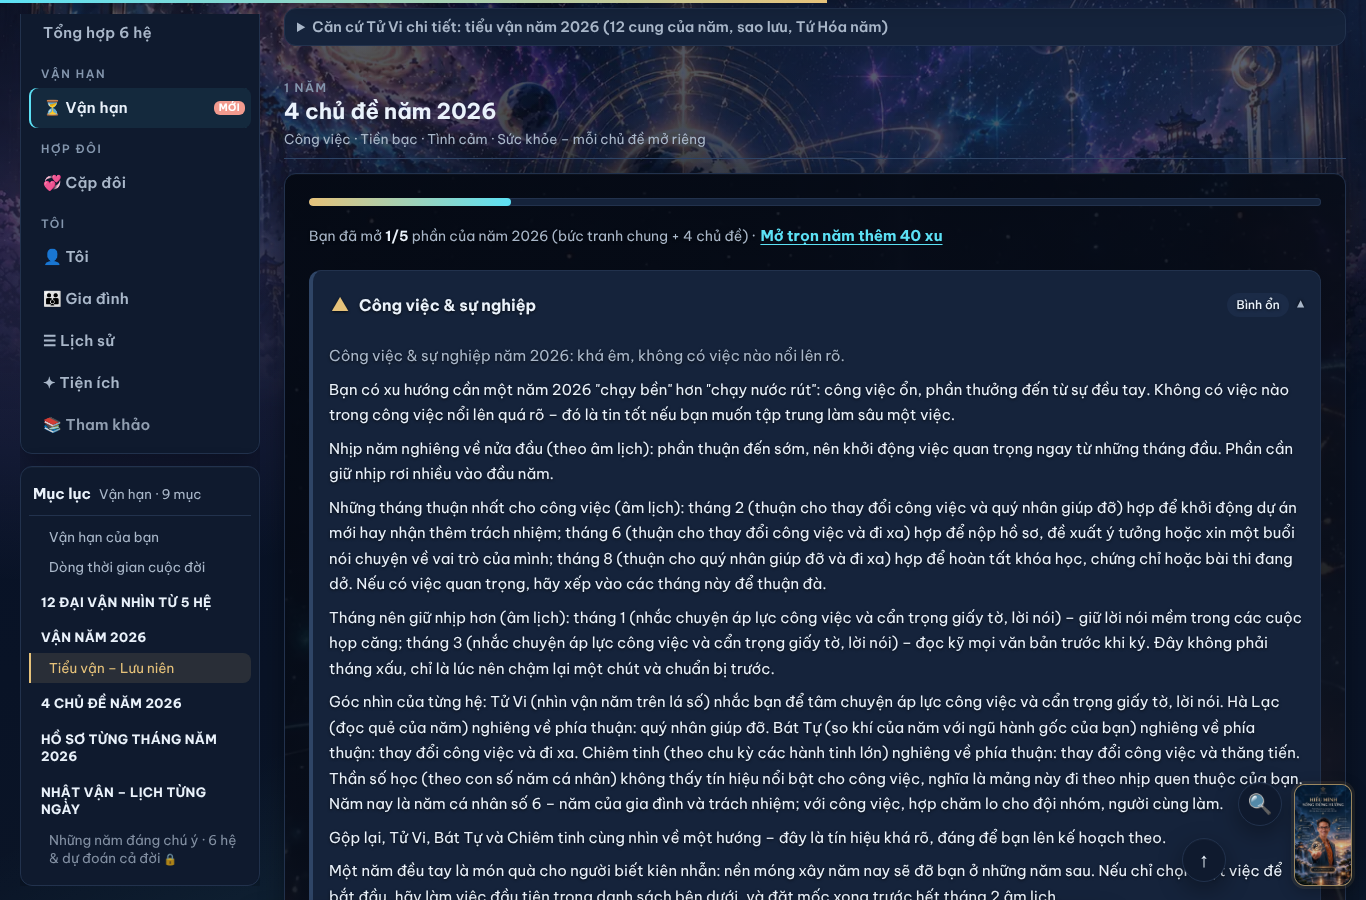 Tổng hợp 6 hệ
VẬN HẠN
⏳ Vận hạn
MỚI
HỢP ĐÔI
💞 Cặp đôi
TÔI
👤 Tôi
👪 Gia đình
☰ Lịch sử
✦ Tiện ích
📚 Tham khảo
Mục lục Vận hạn · 9 mục
Vận hạn của bạn
Dòng thời gian cuộc đời
12 ĐẠI VẬN NHÌN TỪ 5 HỆ
VẬN NĂM 2026
Tiểu vận – Lưu niên
4 CHỦ ĐỀ NĂM 2026
HỒ SƠ TỪNG THÁNG NĂM
2026
NHẬT VẬN – LỊCH TỪNG
NGÀY
Những năm đáng chú ý · 6 hệ
& dự đoán cả đời 🔒
▶ Căn cứ Tử Vi chi tiết: tiểu vận năm 2026 (12 cung của năm, sao lưu, Tứ Hóa năm)
1 NĂM
4 chủ đề năm 2026
Công việc · Tiền bạc · Tình cảm · Sức khỏe – mỗi chủ đề mở riêng
Bạn đã mở 1/5 phần của năm 2026 (bức tranh chung + 4 chủ đề) · Mở trọn năm thêm 40 xu
Công việc & sự nghiệp
Bình ổn ▲
Công việc & sự nghiệp năm 2026: khá êm, không có việc nào nổi lên rõ.
Bạn có xu hướng cần một năm 2026 "chạy bền" hơn "chạy nước rút": công việc ổn, phần thưởng đến từ sự đều tay. Không có việc nào
trong công việc nổi lên quá rõ – đó là tin tốt nếu bạn muốn tập trung làm sâu một việc.
Nhịp năm nghiêng về nửa đầu (theo âm lịch): phần thuận đến sớm, nên khởi động việc quan trọng ngay từ những tháng đầu. Phần cần
giữ nhịp rơi nhiều vào đầu năm.
Những tháng thuận nhất cho công việc (âm lịch): tháng 2 (thuận cho thay đổi công việc và quý nhân giúp đỡ) hợp để khởi động dự án
mới hay nhận thêm trách nhiệm; tháng 6 (thuận cho thay đổi công việc và đi xa) hợp để nộp hồ sơ, đề xuất ý tưởng hoặc xin một buổi
nói chuyện về vai trò của mình; tháng 8 (thuận cho quý nhân giúp đỡ và đi xa) hợp để hoàn tất khóa học, chứng chỉ hoặc bài thi đang
dở. Nếu có việc quan trọng, hãy xếp vào các tháng này để thuận đà.
Tháng nên giữ nhịp hơn (âm lịch): tháng 1 (nhắc chuyện áp lực công việc và cẩn trọng giấy tờ, lời nói) – giữ lời nói mềm trong các cuộc
họp căng; tháng 3 (nhắc chuyện áp lực công việc và cẩn trọng giấy tờ, lời nói) – đọc kỹ mọi văn bản trước khi ký. Đây không phải
tháng xấu, chỉ là lúc nên chậm lại một chút và chuẩn bị trước.
Góc nhìn của từng hệ: Tử Vi (nhìn vận năm trên lá số) nhắc bạn để tâm chuyện áp lực công việc và cẩn trọng giấy tờ, lời nói. Hà Lạc
(đọc quẻ của năm) nghiêng về phía thuận: quý nhân giúp đỡ. Bát Tự (so khí của năm với ngũ hành gốc của bạn) nghiêng về phía
thuận: thay đổi công việc và đi xa. Chiêm tinh (theo chu kỳ các hành tinh lớn) nghiêng về phía thuận: thay đổi công việc và thăng tiến.
Thần số học (theo con số năm cá nhân) không thấy tín hiệu nổi bật cho công việc, nghĩa là mảng này đi theo nhịp quen thuộc của bạn.
Năm nay là năm cá nhân số 6 – năm của gia đình và trách nhiệm; với công việc, hợp chăm lo cho đội nhóm, người cùng làm.
Gộp lại, Tử Vi, Bát Tự và Chiêm tinh cùng nhìn về một hướng – đây là tín hiệu khá rõ, đáng để bạn lên kế hoạch theo.
Một năm đều tay là món quà cho người biết kiên nhẫn: nền móng xây năm nay sẽ đỡ bạn ở những năm sau. Nếu chỉ việc để
bắt đầu, hãy làm việc đầu tiên trong danh sách bên dưới, và đặt mốc xong trước hết tháng 2 âm lịch.
↑